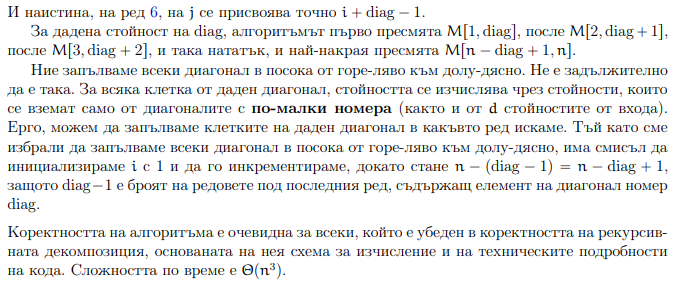 И наистина, на ред 6, на j се присвоява точно i + diag − 1.
За дадена стойност на diag, алгоритъмът първо пресмята M[1, diag], после M[2, diag + 1],
после M[3, diag + 2], и така нататък, и най-накрая пресмята M[n − diag + 1, n].
Ние запълваме всеки диагонал в посока от горе-ляво към долу-дясно. Не е задължително
да е така. За всяка клетка от даден диагонал, стойността се изчислява чрез стойности, които
се вземат само от диагоналите с по-малки номера (както и от d стойностите от входа).
Ерго, можем да запълваме клетките на даден диагонал в какъвто ред искаме. Тъй като сме
избрали да запълваме всеки диагонал в посока от горе-ляво към долу-дясно, има смисъл да
инициализираме i с 1 и да го инкрементираме, докато стане n − (diag − 1) = n − diag + 1,
защото diag−1 е броят на редовете под последния ред, съдържащ елемент на диагонал номер
diag.
Коректността на алгоритъма е очевидна за всеки, който е убеден в коректността на рекурсив-
ната декомпозиция, основаната на нея схема за изчисление и на техническите подробности
на кода. Сложността по време е Θ(n³).